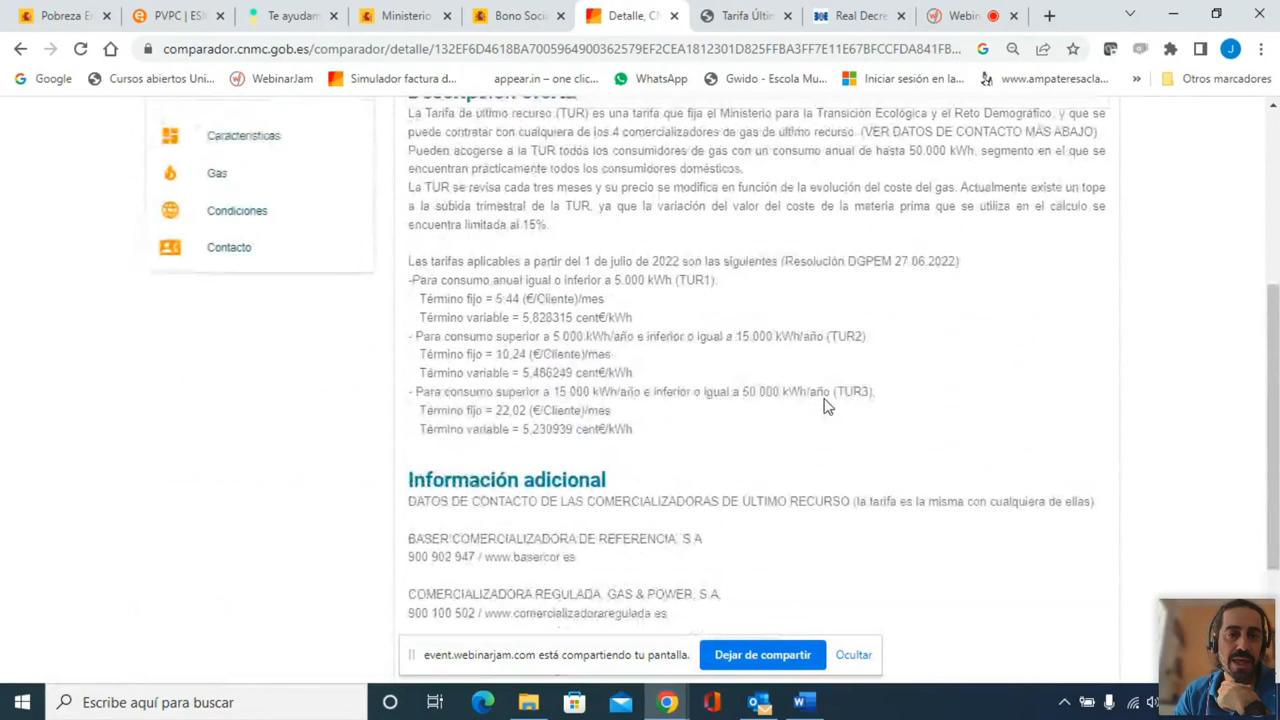 Pobreza E
PVPC | ESI
Te ayudam
Ministerio
Bono Soci
Detalle, CN
Tarifa Últim
Real Decre
Webin
comparador.cnmc.gob.es/comparador/detalle/132EF6D4618BA7005964900362579EF2CEA1812301D5815FFBA3FF7E11E67BFCCFDA841FB...
J
Google
Cursos abiertos Uni...
WebinarJam
Simulador factura d...
appear.in – one clic...
WhatsApp
Gwido - Escola Mu...
Iniciar sesión en la...
www.ampateresacla...
»
Otros marcadores
Descripción oferta
Características
Gas
Condiciones
Contacto
La Tarifa de último recurso (TUR) es una tarifa que fija el Ministerio para la Transición Ecológica y el Reto Demográfico, y que se
puede contratar con cualquiera de los 4 comercializadores de gas de último recurso. (VER DATOS DE CONTACTO MÁS ABAJO)
Pueden acogerse a la TUR todos los consumidores de gas con un consumo anual de hasta 50.000 kWh, segmento en el que se
encuentran prácticamente todos los consumidores domésticos.
La TUR se revisa cada tres meses y su precio se modifica en función de la evolución del coste del gas. Actualmente existe un tope
a la subida trimestral de la TUR, ya que la variación del valor del coste de la materia prima que se utiliza en el cálculo se
encuentra limitada al 15%.
Las tarifas aplicables a partir del 1 de julio de 2022 son las siguientes (Resolución DGPEM 27.06.2022)
-Para consumo anual igual o inferior a 5.000 kWh (TUR1).
Término fijo = 5,44 (€/Cliente)/mes
Término variable = 5,828315 cent€/kWh
- Para consumo superior a 5.000 kWh/año e inferior o igual a 15.000 kWh/año (TUR2)
Término fijo = 10,24 (€/Cliente)/mes
Término variable = 5,486249 cent€/kWh
- Para consumo superior a 15.000 kWh/año e inferior o igual a 50.000 kWh/año (TUR3).
Término fijo = 22,02 (€/Cliente)/mes
Término variable = 5,230939 cent€/kWh
Información adicional
DATOS DE CONTACTO DE LAS COMERCIALIZADORAS DE ÚLTIMO RECURSO (la tarifa es la misma con cualquiera de ellas)
BASER COMERCIALIZADORA DE REFERENCIA, S.A
900 902 947 / www.basercor.es
COMERCIALIZADORA REGULADA, GAS & POWER, S.A.
900 100 502 / www.comercializadoraregulada.es
event.webinarjam.com está compartiendo tu pantalla.
Dejar de compartir
Ocultar
Escribe aquí para buscar